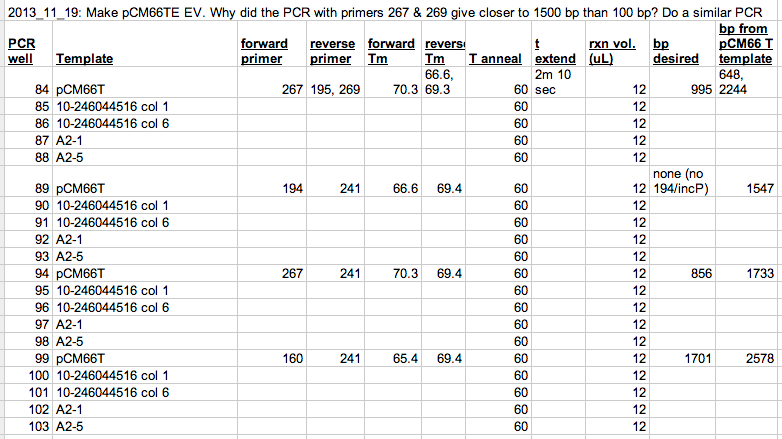 2013_11_19: Make pCM66TE EV. Why did the PCR with primers 267 & 269 give closer to 1500 bp than 100 bp? Do a similar PCR
PCR well Template forward primer reverse primer forward Tm revers Tm T anneal t extend rxn vol. (uL) bp desired bp from pCM66 T template
84 pCM66T 267 195, 269 70.3 66.6, 69.3 60 2m 10 sec 12 995 648, 2244
85 10-246044516 col 1 60 12
86 10-246044516 col 6 60 12
87 A2-1 60 12
88 A2-5 60 12
89 pCM66T 194 241 66.6 69.4 60 12 none (no 194/incP) 1547
90 10-246044516 col 1 60 12
91 10-246044516 col 6 60 12
92 A2-1 60 12
93 A2-5 60 12
94 pCM66T 267 241 70.3 69.4 60 12 856 1733
95 10-246044516 col 1 60 12
96 10-246044516 col 6 60 12
97 A2-1 60 12
98 A2-5 60 12
99 pCM66T 160 241 65.4 69.4 60 12 1701 2578
100 10-246044516 col 1 60 12
101 10-246044516 col 6 60 12
102 A2-1 60 12
103 A2-5 60 12